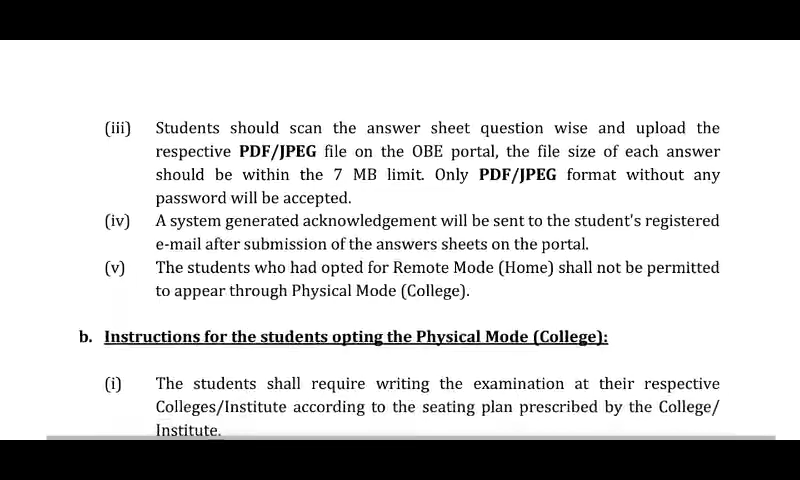 (iii) Students should scan the answer sheet question wise and upload the
respective PDF/JPEG file on the OBE portal, the file size of each answer
should be within the 7 MB limit. Only PDF/JPEG format without any
password will be accepted.
(iv) A system generated acknowledgement will be sent to the student's registered
e-mail after submission of the answers sheets on the portal.
(v) The students who had opted for Remote Mode (Home) shall not be permitted
to appear through Physical Mode (College).
b. Instructions for the students opting the Physical Mode (College):
(i) The students shall require writing the examination at their respective
Colleges/Institute according to the seating plan prescribed by the College/
Institute.